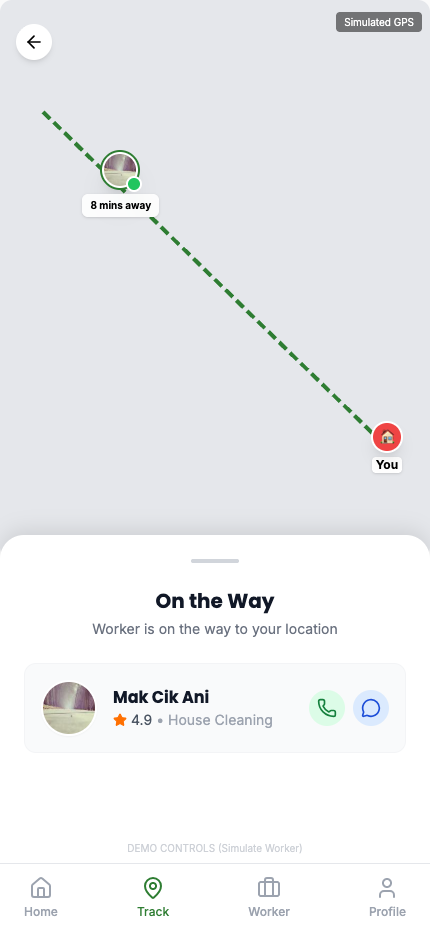 Simulated GPS
8 mins away
You
On the Way
Worker is on the way to your location
Mak Cik Ani
4.9 • House Cleaning
DEMO CONTROLS (Simulate Worker)
Home Track Worker Profile